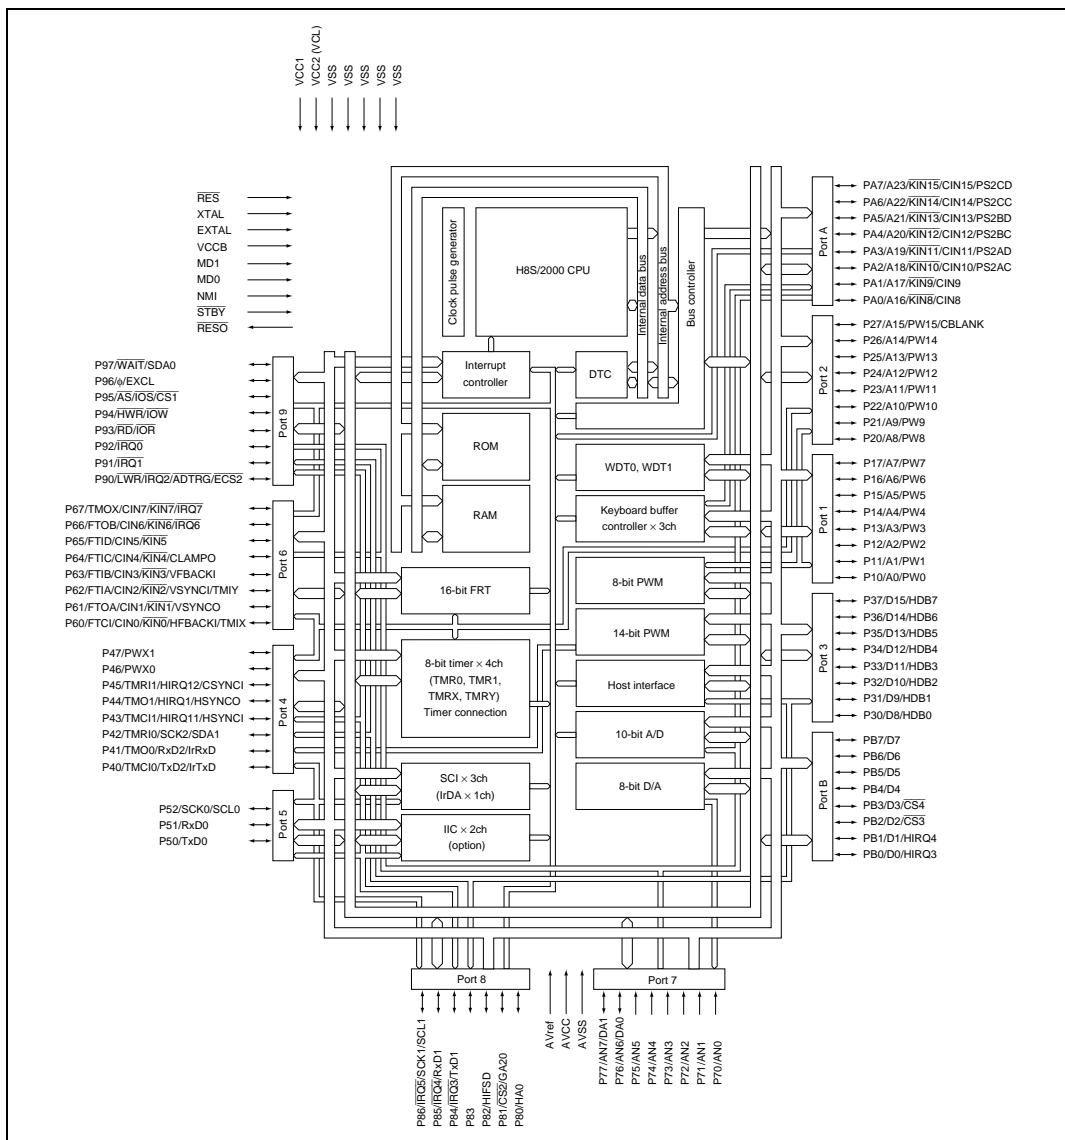 VCC1
VCC2 (VCL)
VSS
VSS
VSS
VSS
VSS
RES
XTAL
EXTAL
VCCB
MD1
MD0
NMI
STBY
RESO
Clock pulse generator
H8S/2000 CPU
Internal data bus
Internal address bus
Bus controller
Interrupt
controller
DTC
ROM
RAM
WDT0, WDT1
Keyboard buffer
controller × 3ch
16-bit FRT
8-bit PWM
14-bit PWM
8-bit timer × 4ch
(TMR0, TMR1,
TMRX, TMRY)
Timer connection
Host interface
10-bit A/D
SCI × 3ch
(IrDA × 1ch)
8-bit D/A
IIC × 2ch
(option)
P97/WAIT/SDA0
P96/ϕ/EXCL
P95/AS/IOS/CS1
P94/HWR/IOW
P93/RD/IOR
P92/IRQ0
P91/IRQ1
P90/LWR/IRQ2/ADTRG/ECS2
Port 9
P67/TMOX/CIN7/KIN7/IRQ7
P66/FTOB/CIN6/KIN6/IRQ6
P65/FTID/CIN5/KIN5
P64/FTIC/CIN4/KIN4/CLAMPO
P63/FTIB/CIN3/KIN3/VFBACKI
P62/FTIA/CIN2/KIN2/VSYNCI/TMIY
P61/FTOA/CIN1/KIN1/VSYNCO
P60/FTCI/CIN0/KIN0/HFBACKI/TMIX
Port 6
P47/PWX1
P46/PWX0
P45/TMRI1/HIRQ12/CSYNCI
P44/TMO1/HIRQ1/HSYNCO
P43/TMCI1/HIRQ11/HSYNCI
P42/TMRI0/SCK2/SDA1
P41/TMO0/RxD2/IrRxD
P40/TMCI0/TxD2/IrTxD
Port 4
P52/SCK0/SCL0
P51/RxD0
P50/TxD0
Port 5
Port A
PA7/A23/KIN15/CIN15/PS2CD
PA6/A22/KIN14/CIN14/PS2CC
PA5/A21/KIN13/CIN13/PS2BD
PA4/A20/KIN12/CIN12/PS2BC
PA3/A19/KIN11/CIN11/PS2AD
PA2/A18/KIN10/CIN10/PS2AC
PA1/A17/KIN9/CIN9
PA0/A16/KIN8/CIN8
Port 2
P27/A15/PW15/CBLANK
P26/A14/PW14
P25/A13/PW13
P24/A12/PW12
P23/A11/PW11
P22/A10/PW10
P21/A9/PW9
P20/A8/PW8
Port 1
P17/A7/PW7
P16/A6/PW6
P15/A5/PW5
P14/A4/PW4
P13/A3/PW3
P12/A2/PW2
P11/A1/PW1
P10/A0/PW0
Port 3
P37/D15/HDB7
P36/D14/HDB6
P35/D13/HDB5
P34/D12/HDB4
P33/D11/HDB3
P32/D10/HDB2
P31/D9/HDB1
P30/D8/HDB0
Port B
PB7/D7
PB6/D6
PB5/D5
PB4/D4
PB3/D3/CS4
PB2/D2/CS3
PB1/D1/HIRQ4
PB0/D0/HIRQ3
Port 8
P86/IRQ5/SCK1/SCL1
P85/IRQ4/RxD1
P84/IRQ3/TxD1
P83
P82/HIFSD
P81/CS2/GA20
P80/HA0
AVref
AVCC
AVSS
Port 7
P77/AN7/DA1
P76/AN6/DA0
P75/AN5
P74/AN4
P73/AN3
P72/AN2
P71/AN1
P70/AN0